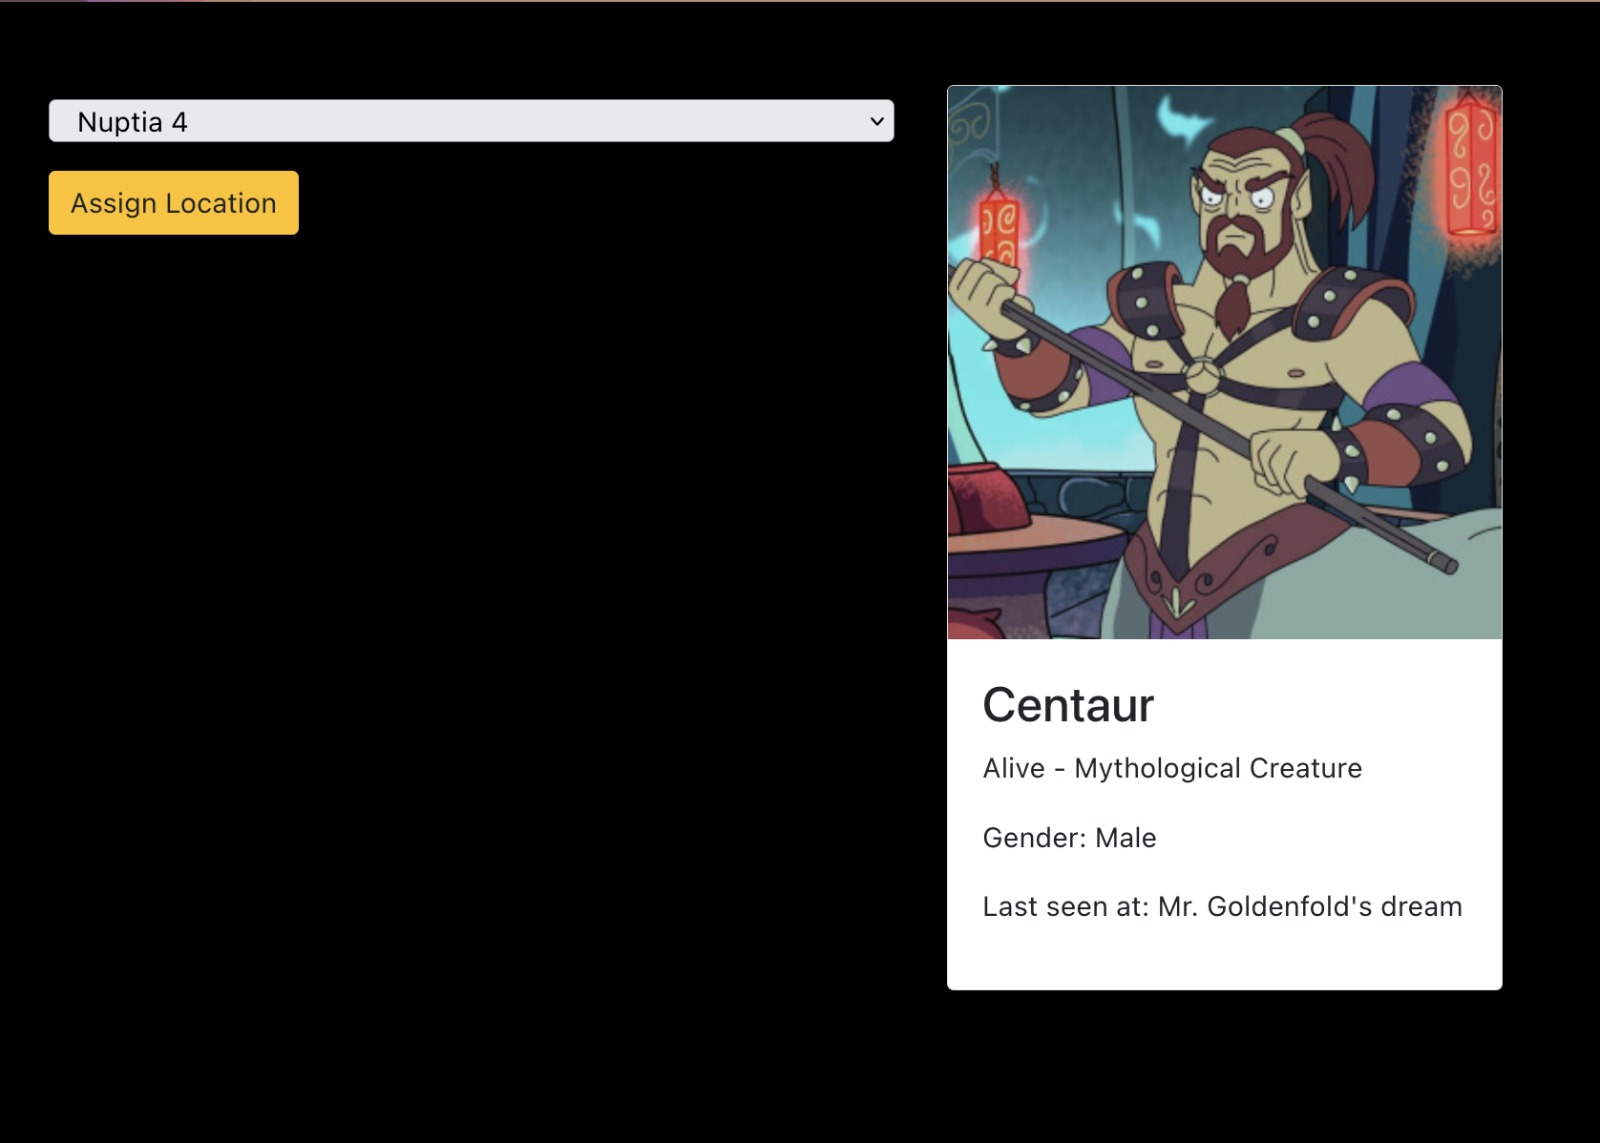 Nuptia 4
Assign Location
Centaur
Alive - Mythological Creature
Gender: Male
Last seen at: Mr. Goldenfold's dream